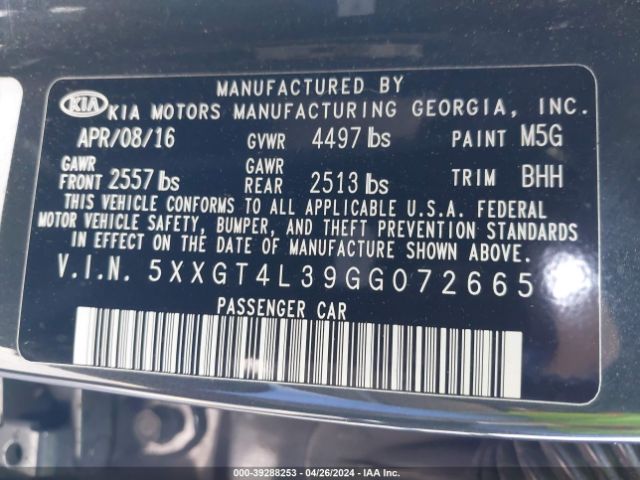 MANUFACTURED BY
KIA KIA MOTORS MANUFACTURING GEORGIA, INC.
APR/08/16 GVWR 4497 lbs PAINT M5G
GAWR FRONT 2557 lbs GAWR REAR 2513 lbs TRIM BHH
THIS VEHICLE CONFORMS TO ALL APPLICABLE U.S.A. FEDERAL
MOTOR VEHICLE SAFETY, BUMPER, AND THEFT PREVENTION STANDARDS
IN EFFECT ON THE DATE OF MANUFACTURE SHOWN ABOVE.
V.I.N. 5XXGT4L39GG072665
PASSENGER CAR
000-39288253 | 04/26/2024 | IAA Inc.